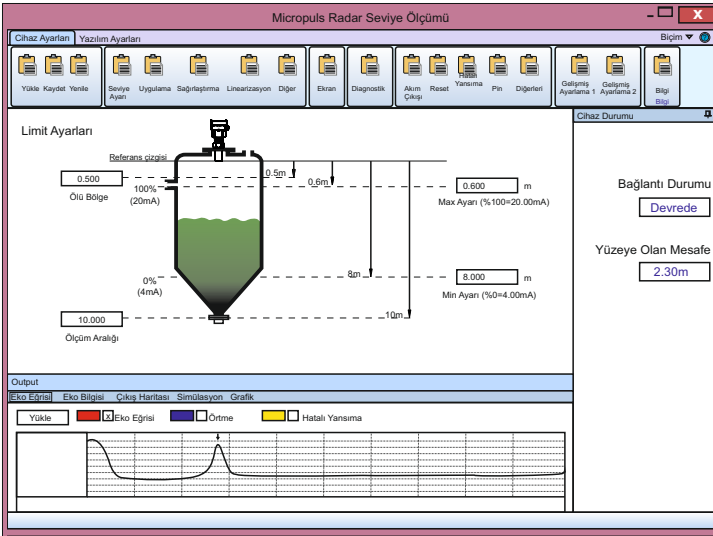 Micropuls Radar Seviye Ölçümü
X
Cihaz Ayarları Yazılım Ayarları Biçim
Yükle Kaydet Yenile Seviye Ayarı Uygulama Sağırlaştırma Linearizasyon Diğer Ekran Diagnostik Akım Çıkışı Reset Hatalı Yansıma Pin Diğerleri Gelişmiş Ayarlama 1 Gelişmiş Ayarlama 2 Bilgi
Bilgi
Cihaz Durumu
Limit Ayarları
Referans çizgisi
0.500
Ölü Bölge
100%
(20mA)
0.5m
0.6m
0.600 m
Max Ayarı (%100=20.00mA)
0%
(4mA)
8m
8.000 m
Min Ayarı (%0=4.00mA)
10.000
Ölçüm Aralığı
10m
Bağlantı Durumu
Devrede
Yüzeye Olan Mesafe
2.30m
Output
Eko Eğrisi Eko Bilgisi Çıkış Haritası Simülasyon Grafik
Yükle X Eko Eğrisi Örtme Hatalı Yansıma